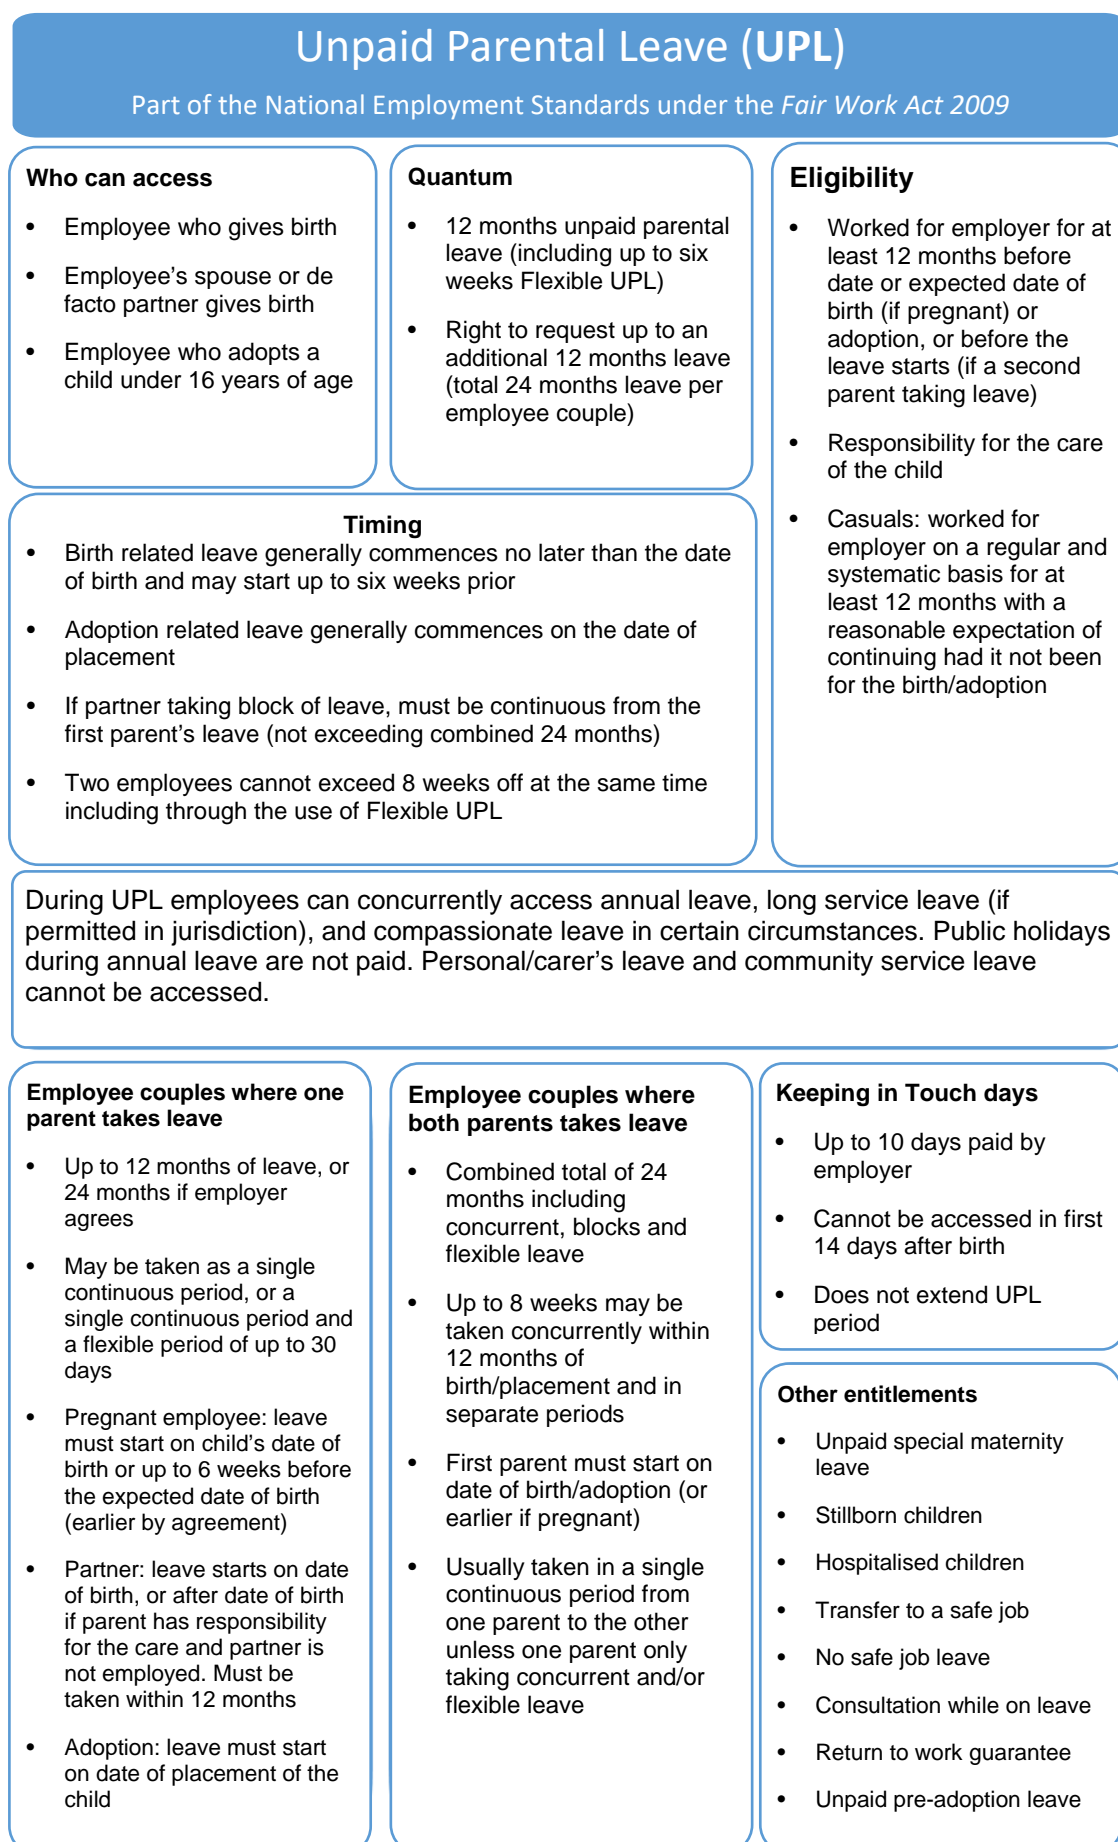 Unpaid Parental Leave (UPL)
Part of the National Employment Standards under the Fair Work Act 2009
Who can access
• Employee who gives birth
• Employee's spouse or de
facto partner gives birth
• Employee who adopts a
child under 16 years of age
Quantum
• 12 months unpaid parental
leave (including up to six
weeks Flexible UPL)
• Right to request up to an
additional 12 months leave
(total 24 months leave per
employee couple)
Eligibility
• Worked for employer for at
least 12 months before
date or expected date of
birth (if pregnant) or
adoption, or before the
leave starts (if a second
parent taking leave)
• Responsibility for the care
of the child
• Casuals: worked for
employer on a regular and
systematic basis for at
least 12 months with a
reasonable expectation of
continuing had it not been
for the birth/adoption
Timing
• Birth related leave generally commences no later than the date
of birth and may start up to six weeks prior
• Adoption related leave generally commences on the date of
placement
• If partner taking block of leave, must be continuous from the
first parent's leave (not exceeding combined 24 months)
• Two employees cannot exceed 8 weeks off at the same time
including through the use of Flexible UPL
During UPL employees can concurrently access annual leave, long service leave (if
permitted in jurisdiction), and compassionate leave in certain circumstances. Public holidays
during annual leave are not paid. Personal/carer's leave and community service leave
cannot be accessed.
Employee couples where one
parent takes leave
• Up to 12 months of leave, or
24 months if employer
agrees
• May be taken as a single
continuous period, or a
single continuous period and
a flexible period of up to 30
days
• Pregnant employee: leave
must start on child's date of
birth or up to 6 weeks before
the expected date of birth
(earlier by agreement)
• Partner: leave starts on date
of birth, or after date of birth
if parent has responsibility
for the care and partner is
not employed. Must be
taken within 12 months
• Adoption: leave must start
on date of placement of the
child
Employee couples where
both parents takes leave
• Combined total of 24
months including
concurrent, blocks and
flexible leave
• Up to 8 weeks may be
taken concurrently within
12 months of
birth/placement and in
separate periods
• First parent must start on
date of birth/adoption (or
earlier if pregnant)
• Usually taken in a single
continuous period from
one parent to the other
unless one parent only
taking concurrent and/or
flexible leave
Keeping in Touch days
• Up to 10 days paid by
employer
• Cannot be accessed in first
14 days after birth
• Does not extend UPL
period
Other entitlements
• Unpaid special maternity
leave
• Stillborn children
• Hospitalised children
• Transfer to a safe job
• No safe job leave
• Consultation while on leave
• Return to work guarantee
• Unpaid pre-adoption leave